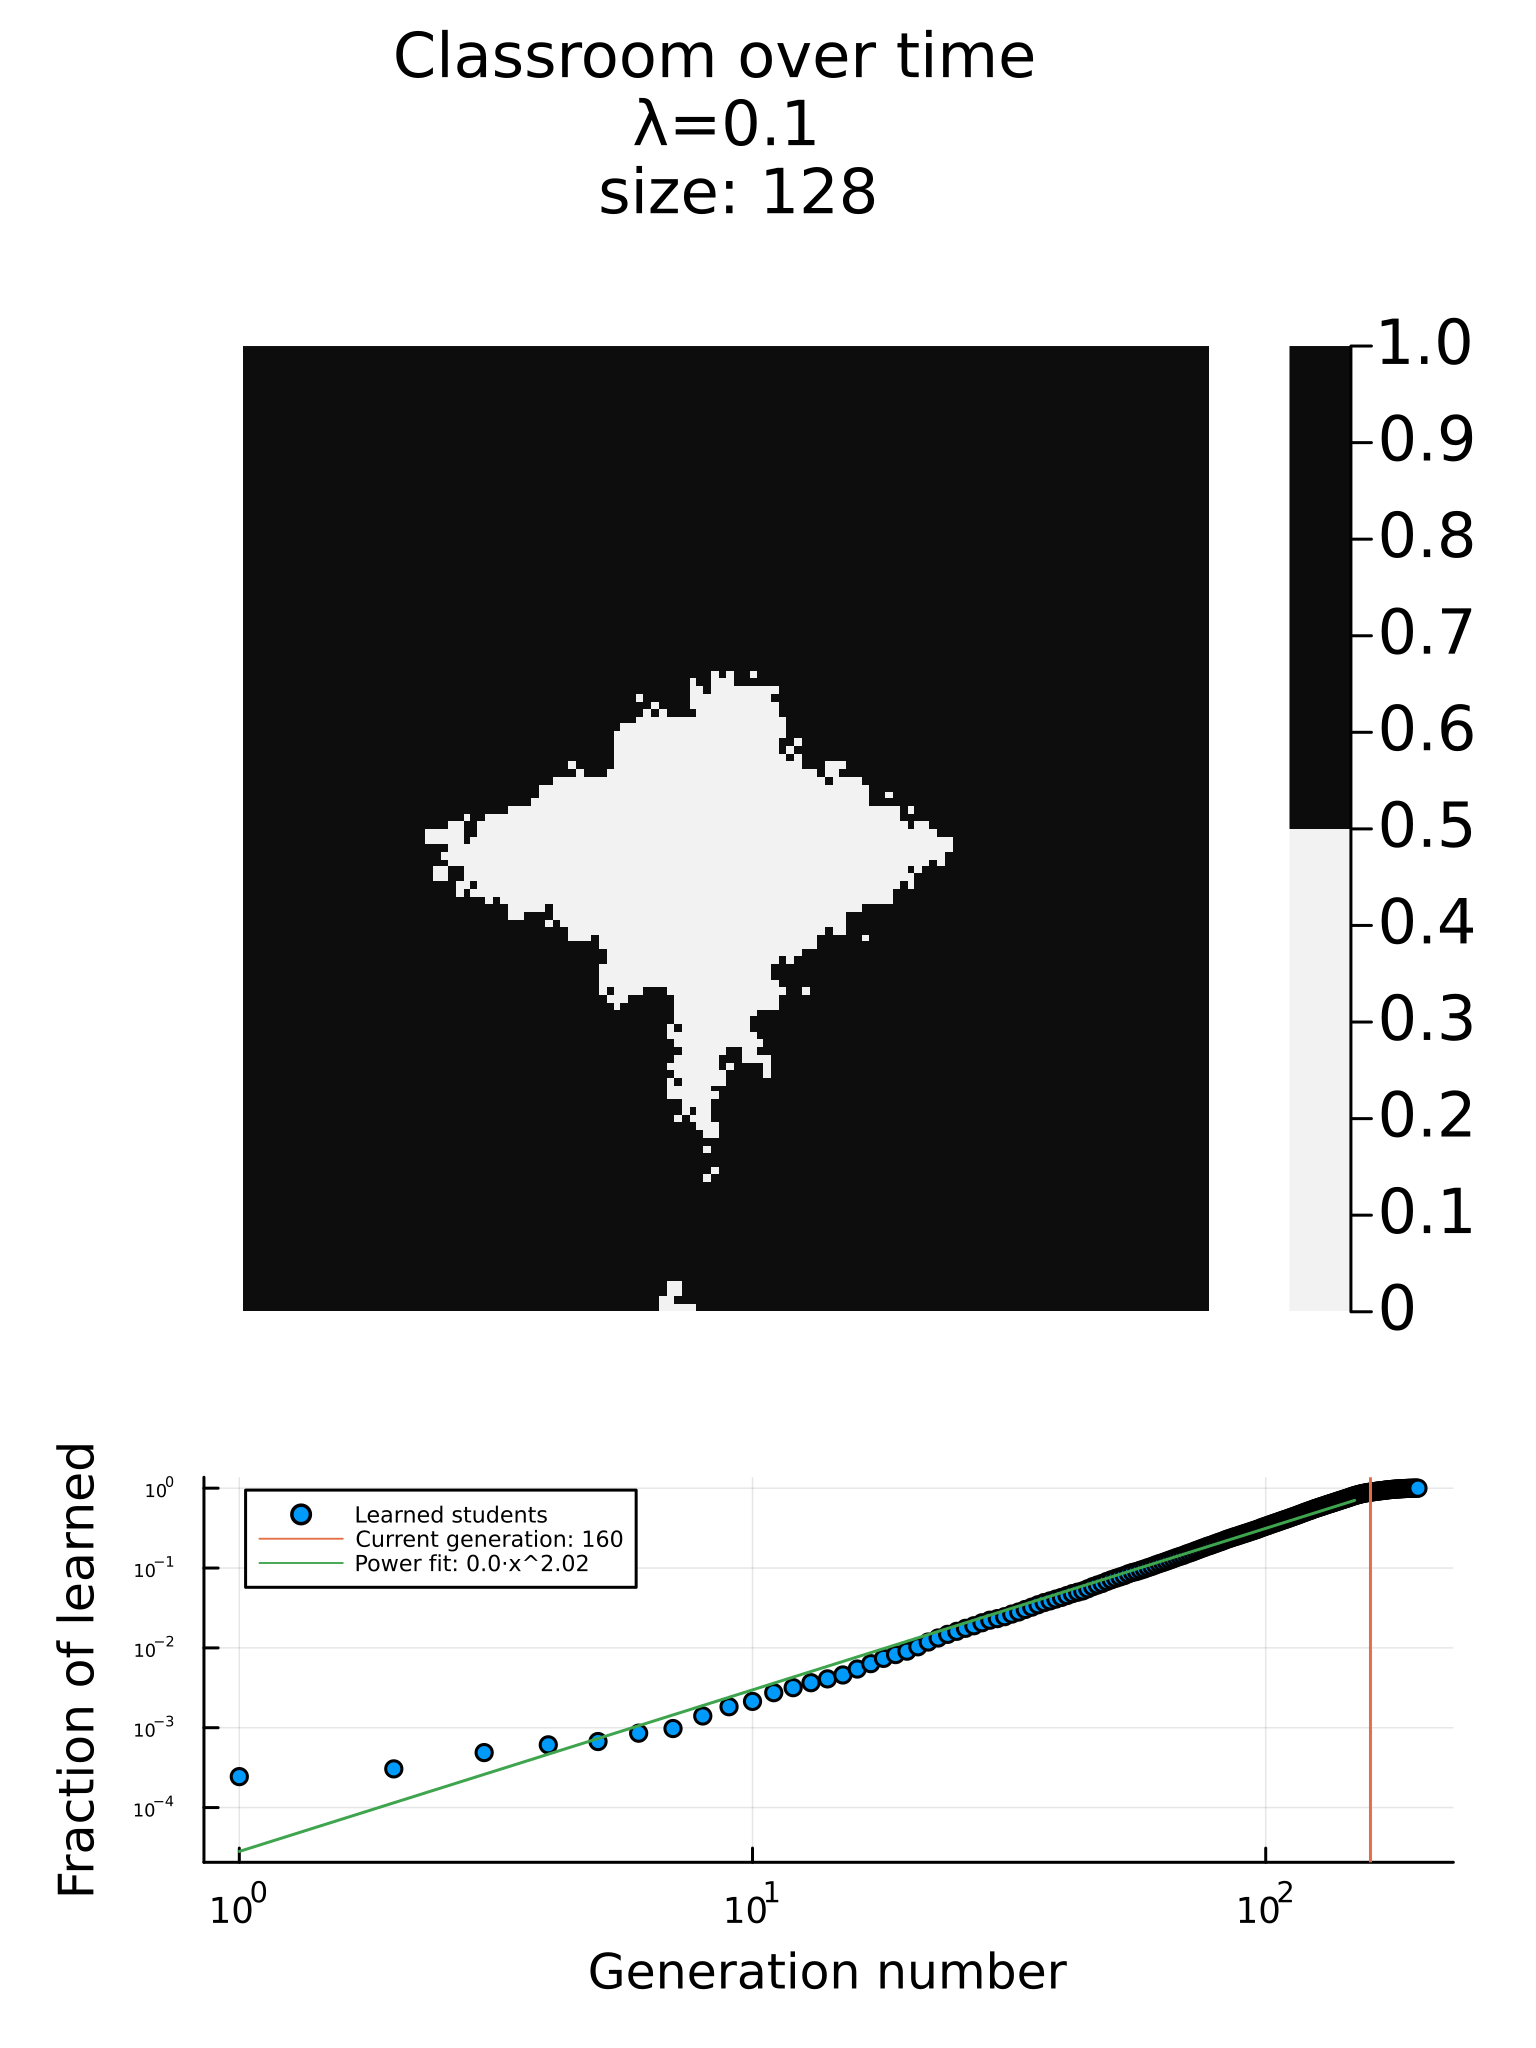 Classroom over time
λ=0.1
size: 128
1.0
0.9
0.8
0.7
0.6
0.5
0.4
0.3
0.2
0.1
0
Fraction of learned
10^0
10^-1
10^-2
10^-3
10^-4
Learned students
Current generation: 160
Power fit: 0.0·x^2.02
10^0 10^1 10^2
Generation number